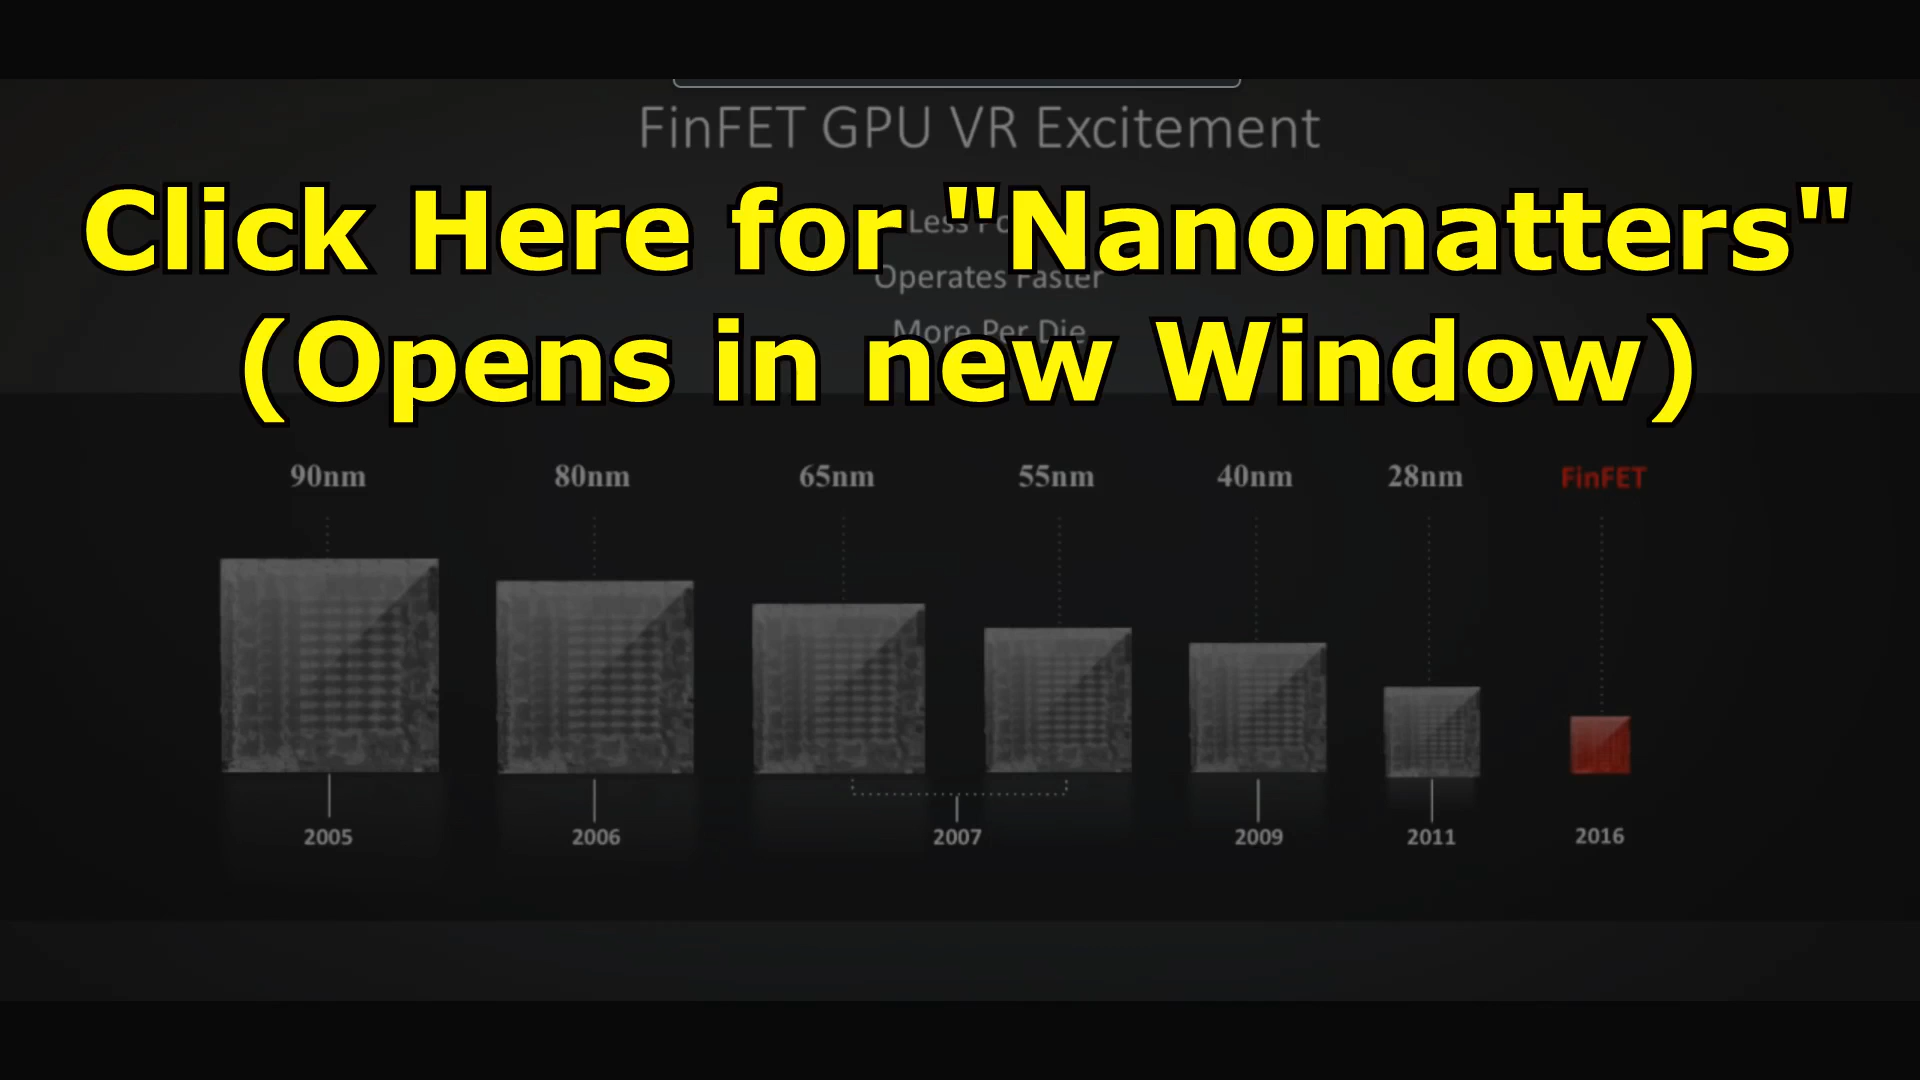 FinFET GPU VR Excitement
Click Here for "Nanomatters"
Less
Operates Faster
(Opens in new Window)
More Per Die
90nm 80nm 65nm 55nm 40nm 28nm FinFET
2005 2006 2007 2009 2011 2016